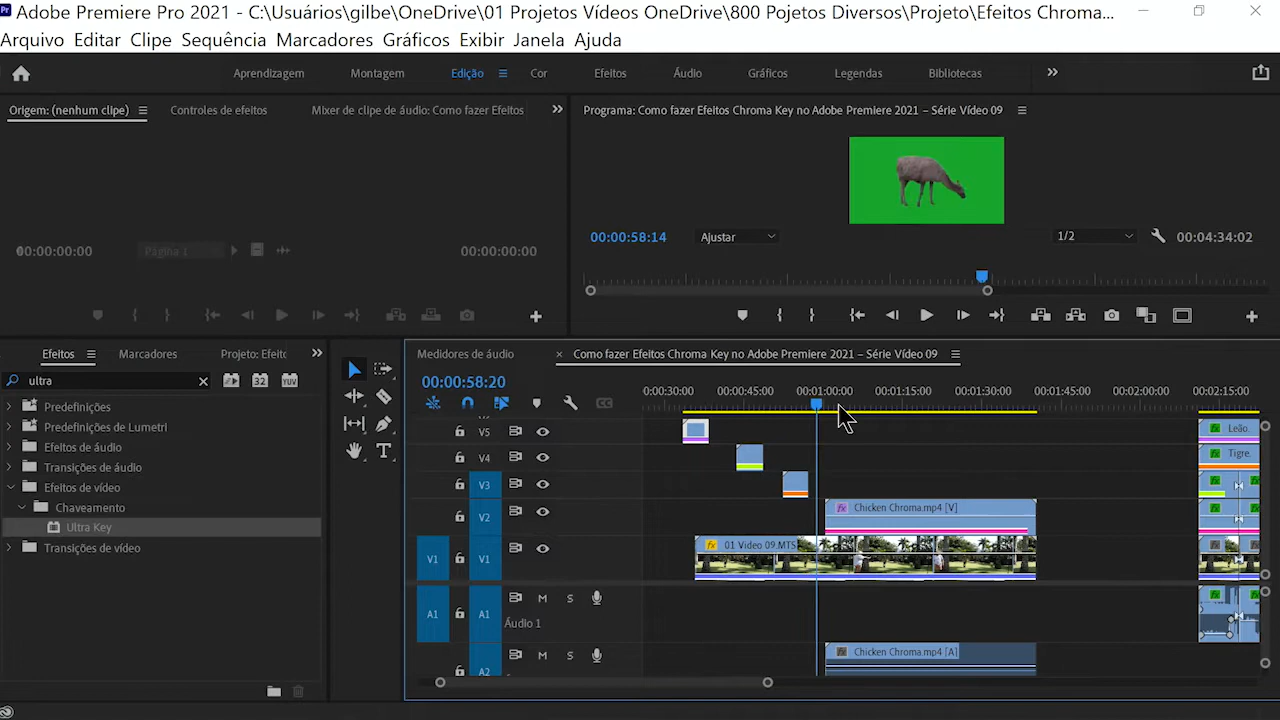 Adobe Premiere Pro 2021 - C:\Usuários\gilbe\OneDrive\01 Projetos Vídeos OneDrive\800 Pojetos Diversos\Projeto\Efeitos Chroma...
Arquivo Editar Clipe Sequência Marcadores Gráficos Exibir Janela Ajuda
Aprendizagem Montagem Edição Cor Efeitos Áudio Gráficos Legendas Bibliotecas
Origem: (nenhum clipe) Controles de efeitos Mixer de clipe de áudio: Como fazer Efeitos
Programa: Como fazer Efeitos Chroma Key no Adobe Premiere 2021 – Série Vídeo 09
00:00:58:14 Ajustar 1/2 00:04:34:02
00:00:00:00 Página 1 00:00:00:00
Efeitos Marcadores Projeto: Efeito
Medidores de áudio Como fazer Efeitos Chroma Key no Adobe Premiere 2021 – Série Vídeo 09
ultra 32 YUV
00:00:58:20
0:00:30:00 00:00:45:00 00:01:00:00 00:01:15:00 00:01:30:00 00:01:45:00 00:02:00:00 00:02:15:00
Predefinições
Predefinições de Lumetri
Efeitos de áudio
Transições de áudio
Efeitos de vídeo
Chaveamento
Ultra Key
Transições de vídeo
V5 Leão.
V4 Tigre.
V3
V2 Chicken Chroma.mp4 [V]
V1 V1 fx 01 Video 09.MTS
A1 A1 M S
Áudio 1
A2 M S Chicken Chroma.mp4 [A]